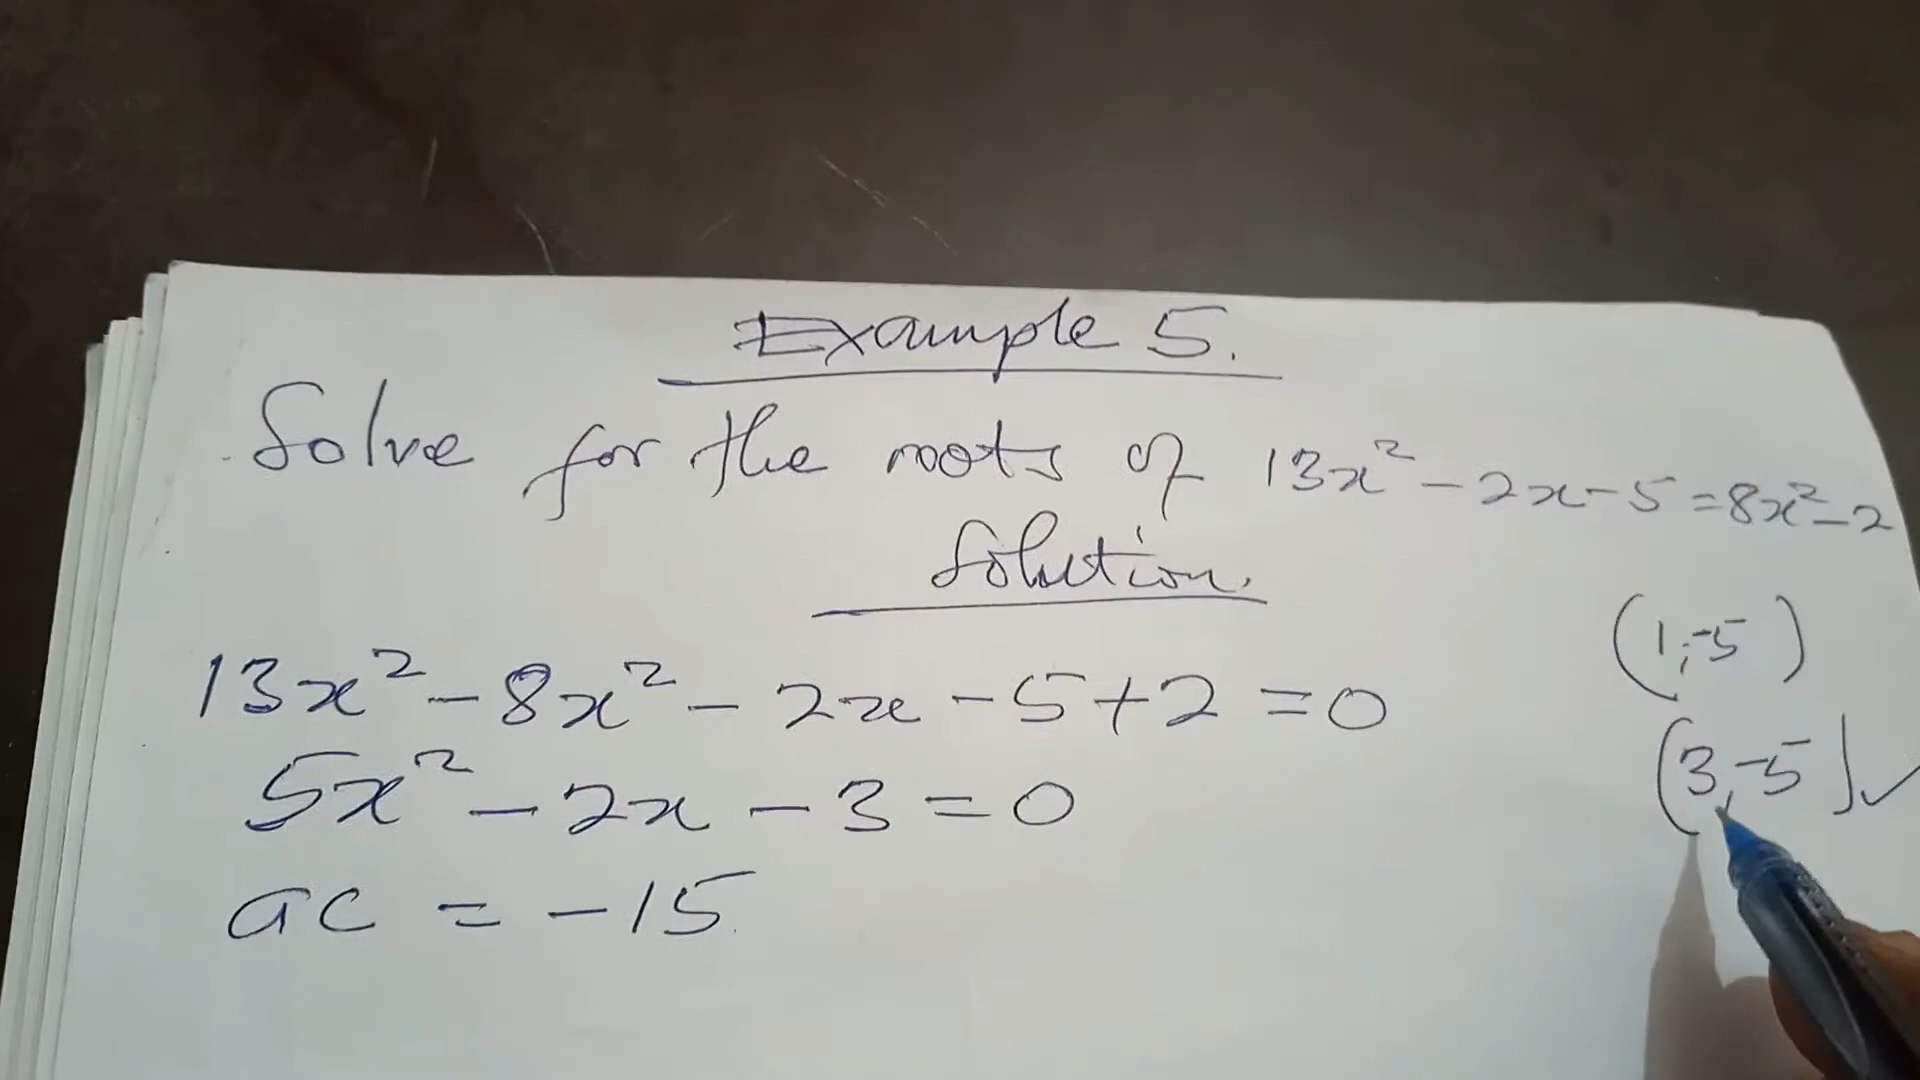 Example 5.
Solve for the roots of 13x² - 2x - 5 = 8x² - 2
Solution.
(1, -5)
13x² - 8x² - 2x - 5 + 2 = 0
(3, -5) ✓
5x² - 2x - 3 = 0
ac = -15